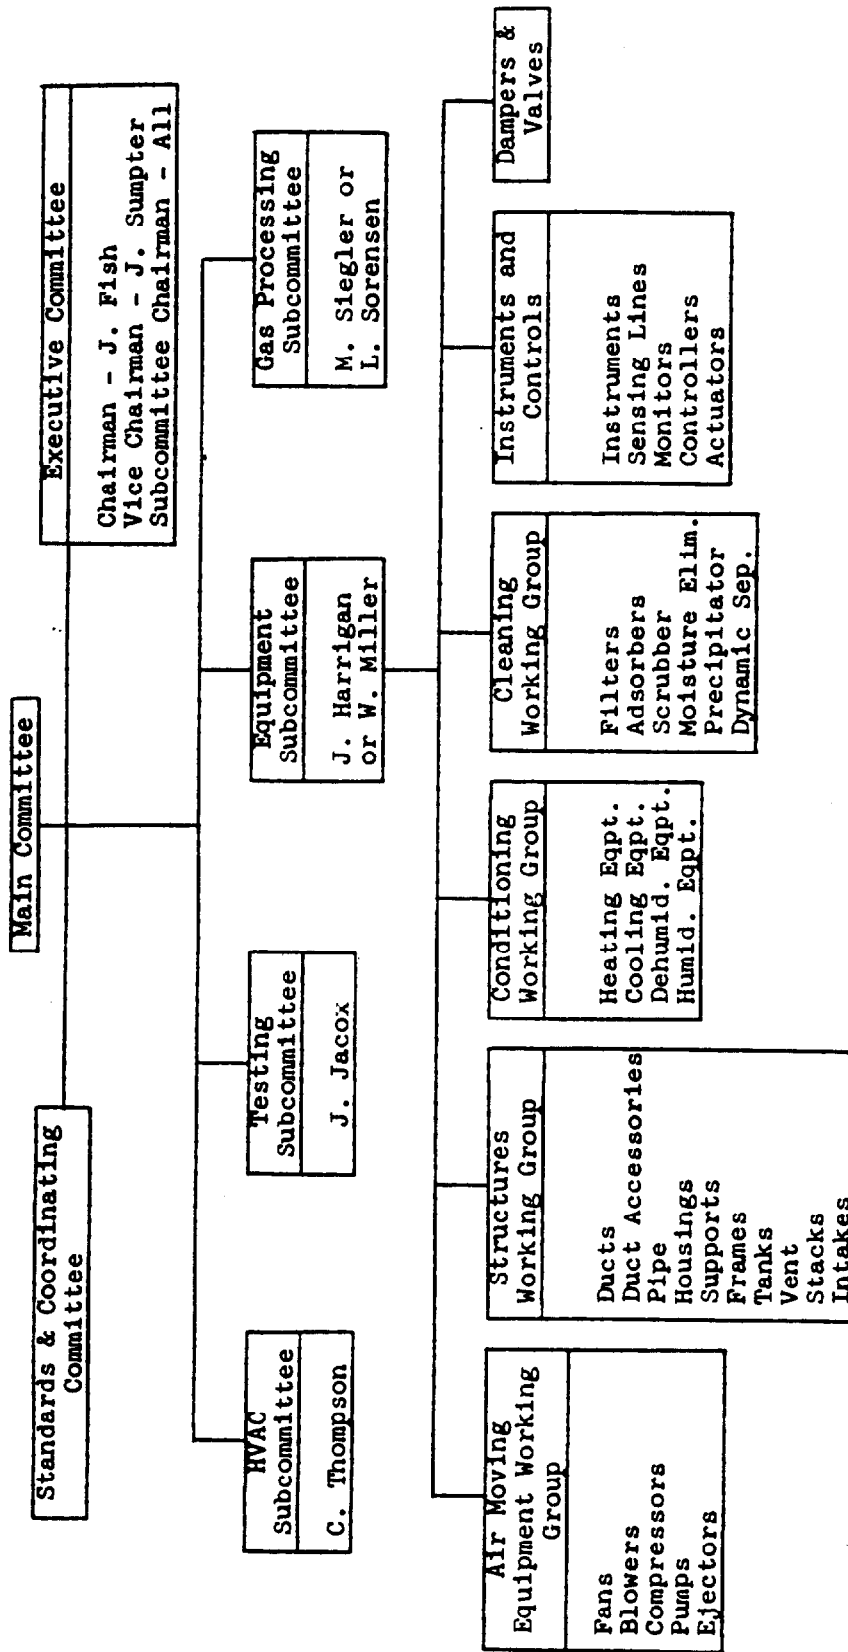 Main Committee
Standards & Coordinating
Committee
Executive Committee
Chairman - J. Fish
Vice Chairman - J. Sumpter
Subcommittee Chairman - All
HVAC
Subcommittee
C. Thompson
Testing
Subcommittee
J. Jacox
Equipment
Subcommittee
J. Harrigan
or W. Miller
Gas Processing
Subcommittee
M. Siegler or
L. Sorensen
Air Moving
Equipment Working
Group
Fans
Blowers
Compressors
Pumps
Ejectors
Structures
Working Group
Ducts
Duct Accessories
Pipe
Housings
Supports
Frames
Tanks
Vent
Stacks
Intakes
Conditioning
Working Group
Heating Eqpt.
Cooling Eqpt.
Dehumid. Eqpt.
Humid. Eqpt.
Cleaning
Working Group
Filters
Adsorbers
Scrubber
Moisture Elim.
Precipitator
Dynamic Sep.
Instruments and
Controls
Instruments
Sensing Lines
Monitors
Controllers
Actuators
Dampers &
Valves